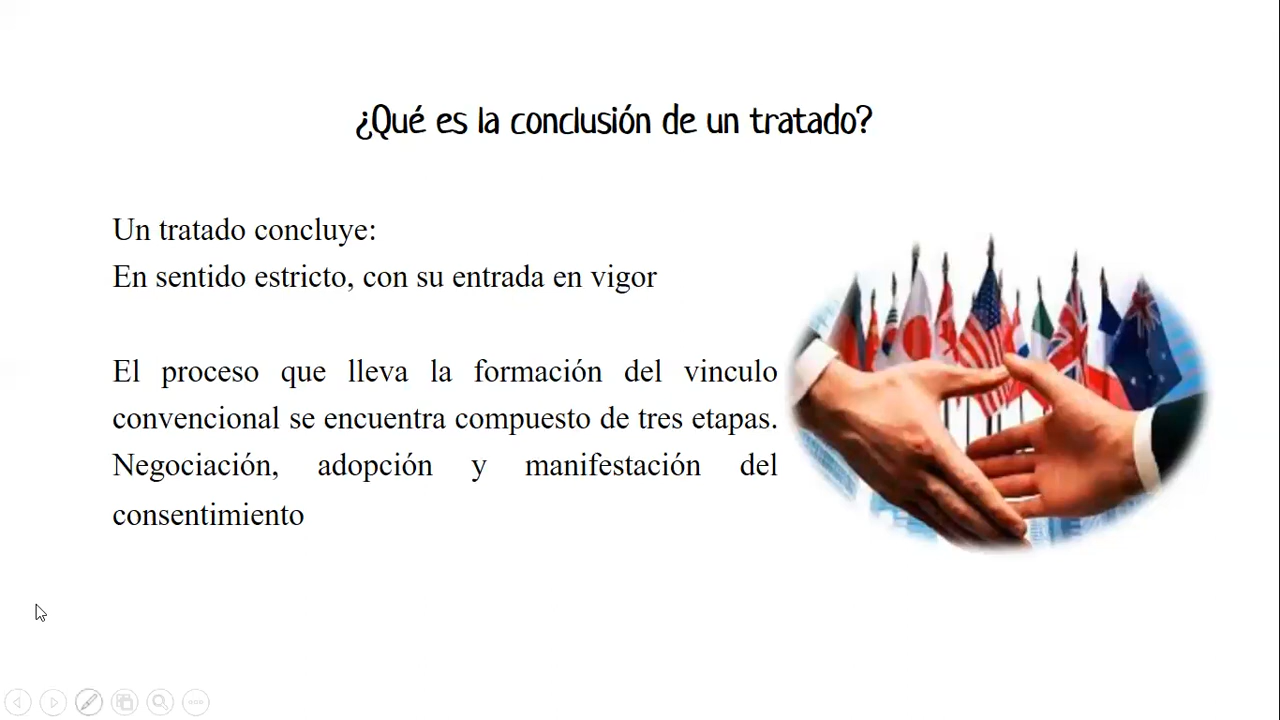 ¿Qué es la conclusión de un tratado?
Un tratado concluye:
En sentido estricto, con su entrada en vigor
El proceso que lleva la formación del vinculo
convencional se encuentra compuesto de tres etapas.
Negociación, adopción y manifestación del
consentimiento